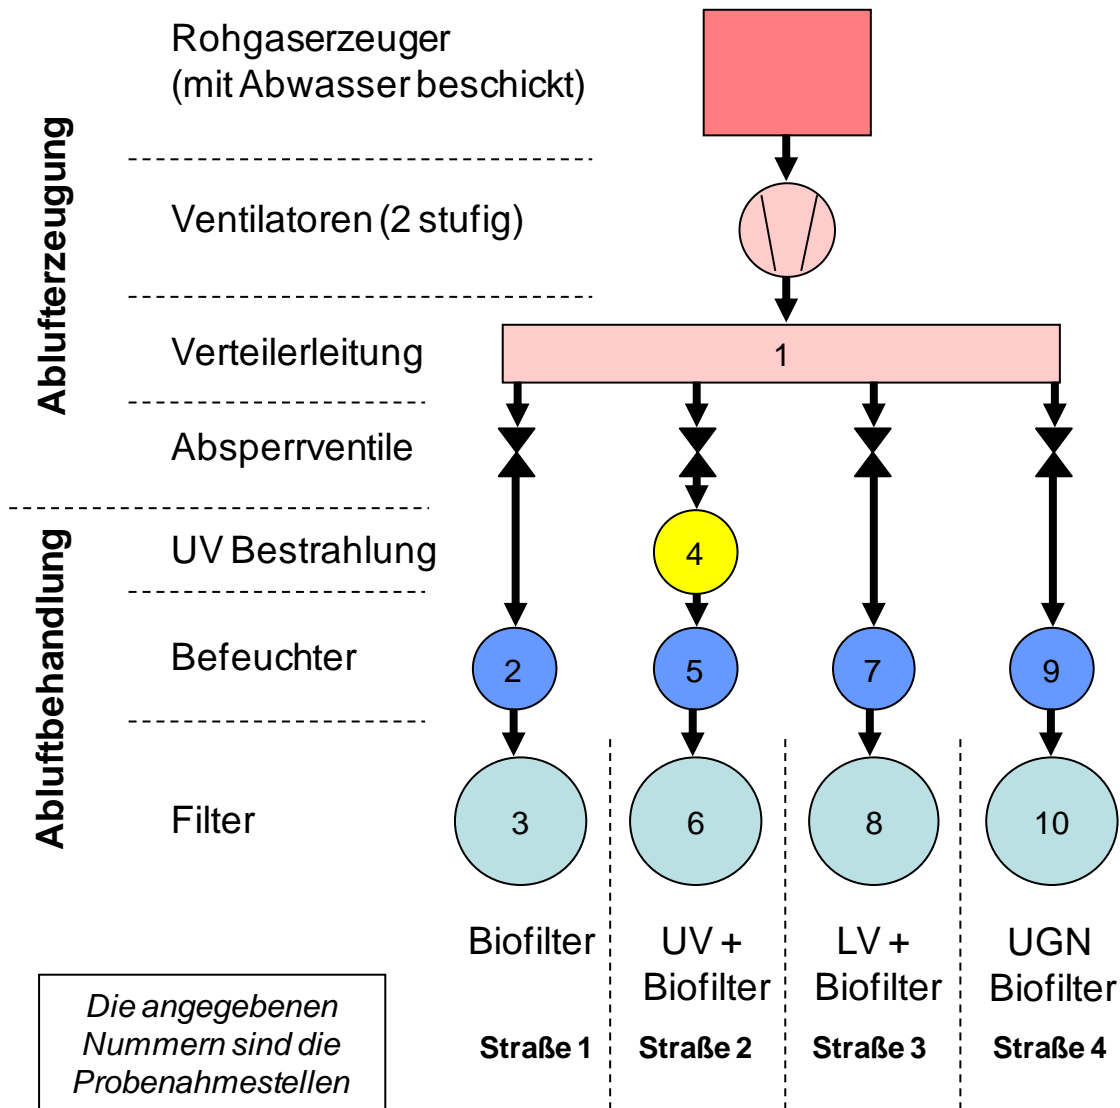 Rohgaserzeuger
(mit Abwasser beschickt)
Ablufterzeugung
Ventilatoren (2 stufig)
Verteilerleitung
1
Absperrventile
Abluftbehandlung
UV Bestrahlung
4
Befeuchter
2
5
7
9
Filter
3
6
8
10
Biofilter
UV +
Biofilter
LV +
Biofilter
UGN
Biofilter
Straße 1
Straße 2
Straße 3
Straße 4
Die angegebenen
Nummern sind die
Probenahmestellen